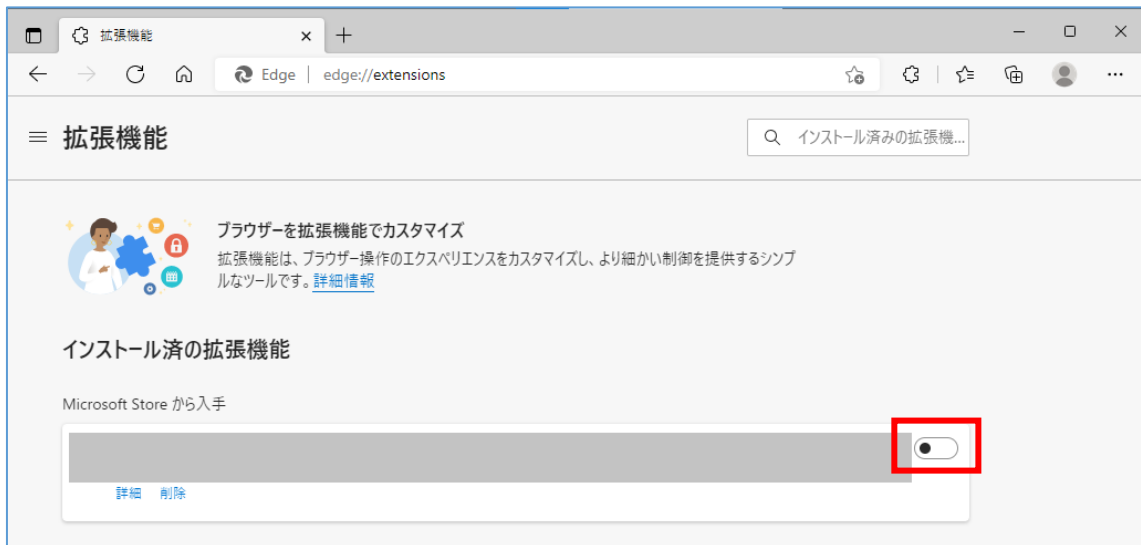 拡張機能
Edge | edge://extensions
拡張機能
インストール済みの拡張機...
ブラウザーを拡張機能でカスタマイズ
拡張機能は、ブラウザー操作のエクスペリエンスをカスタマイズし、より細かい制御を提供するシンプ
ルなツールです。詳細情報
インストール済の拡張機能
Microsoft Store から入手
詳細 削除